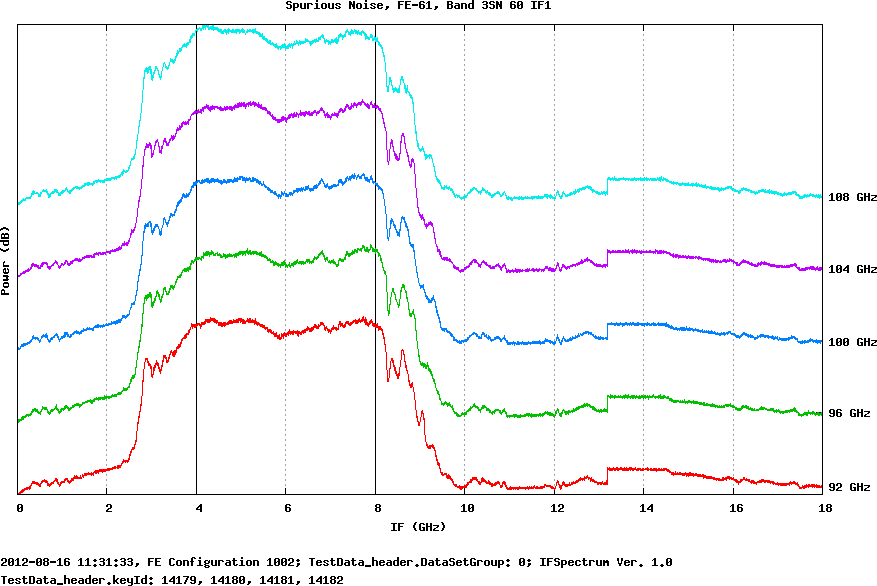 Spurious Noise, FE-61, Band 3SN 60 IF1
Power (dB)
108 GHz
104 GHz
100 GHz
96 GHz
92 GHz
0 2 4 6 8 10 12 14 16 18
IF (GHz)
2012-08-16 11:31:33, FE Configuration 1002; TestData_header.DataSetGroup: 0; IFSpectrum Ver. 1.0
TestData_header.keyId: 14179, 14180, 14181, 14182